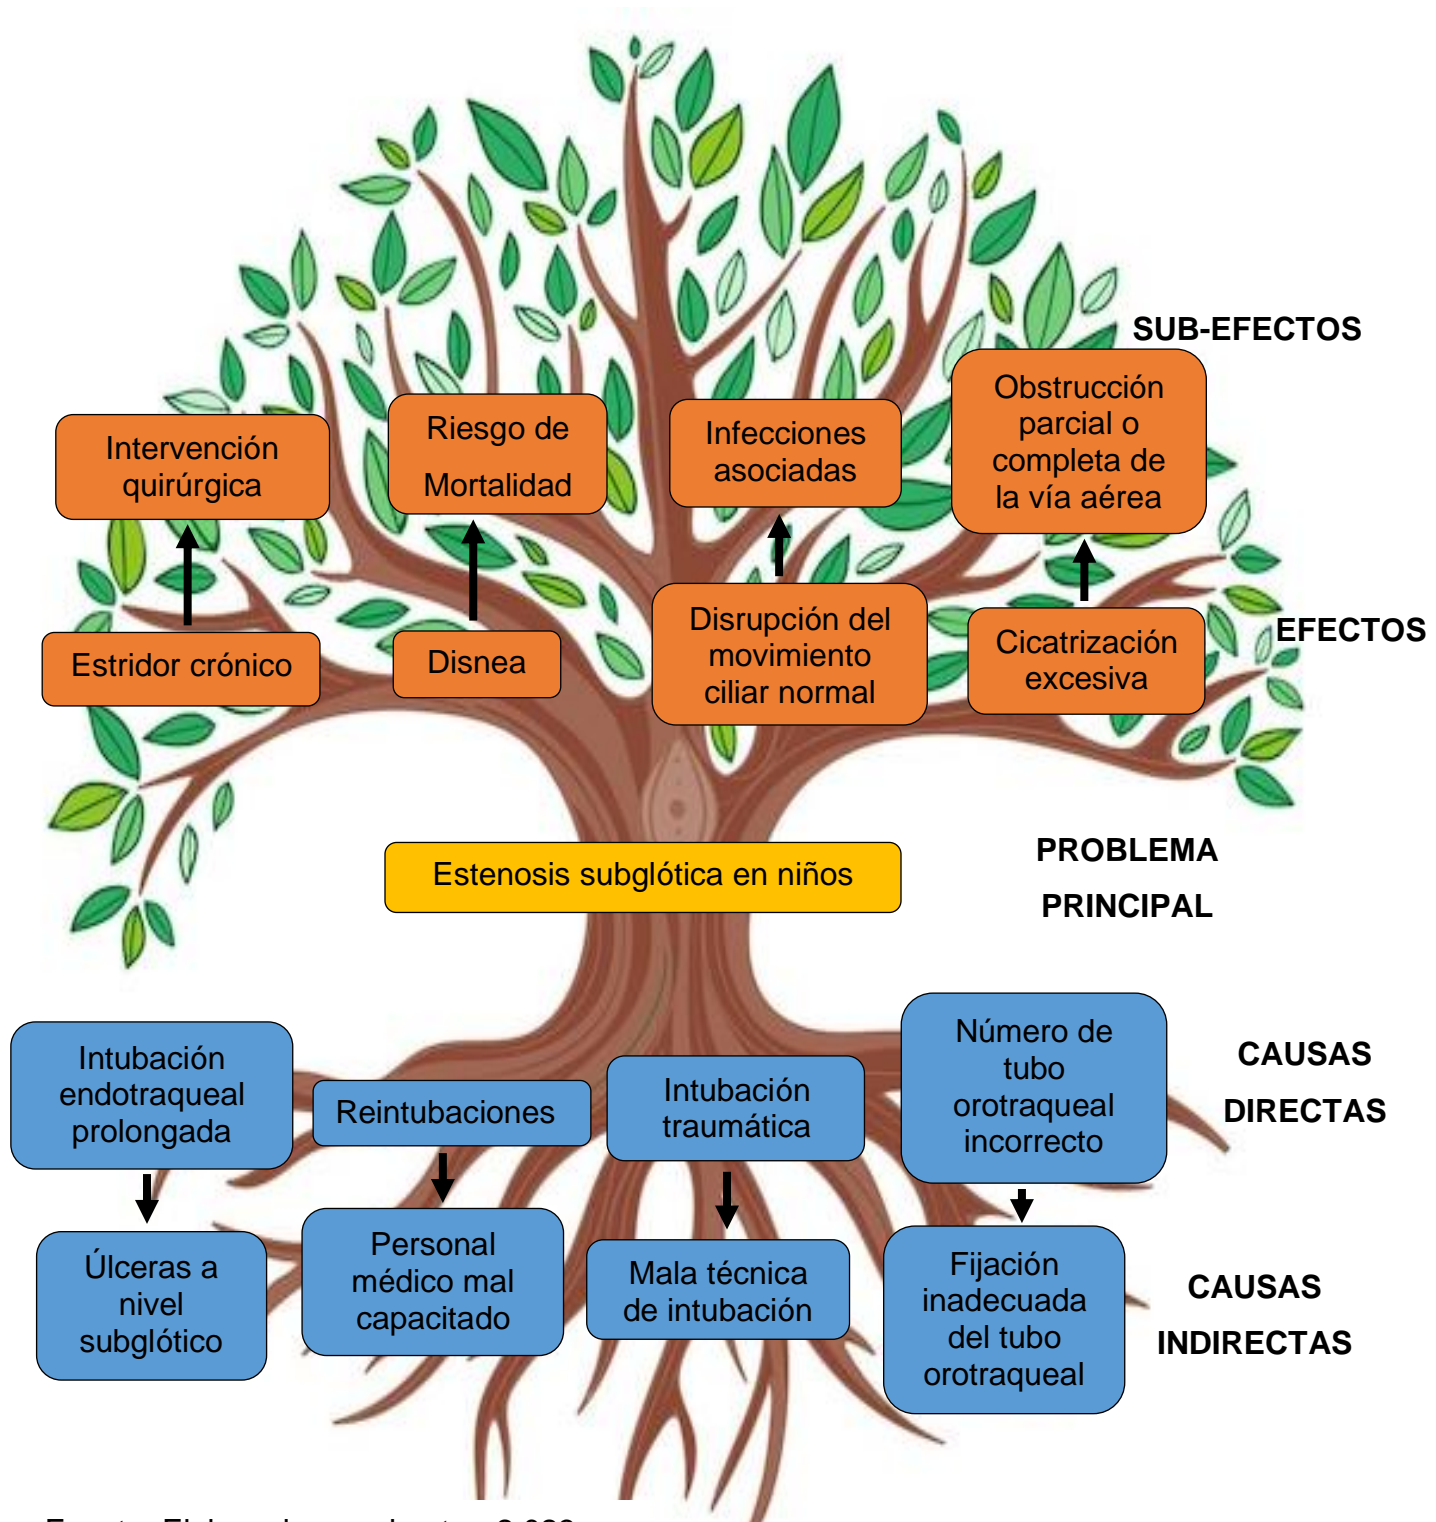 SUB-EFECTOS
Intervención
quirúrgica
Riesgo de
Mortalidad
Infecciones
asociadas
Obstrucción
parcial o
completa de
la vía aérea
EFECTOS
Estridor crónico
Disnea
Disrupción del
movimiento
ciliar normal
Cicatrización
excesiva
PROBLEMA
PRINCIPAL
Estenosis subglótica en niños
CAUSAS
DIRECTAS
Intubación
endotraqueal
prolongada
Reintubaciones
Intubación
traumática
Número de
tubo
orotraqueal
incorrecto
CAUSAS
INDIRECTAS
Úlceras a
nivel
subglótico
Personal
médico mal
capacitado
Mala técnica
de intubación
Fijación
inadecuada
del tubo
orotraqueal